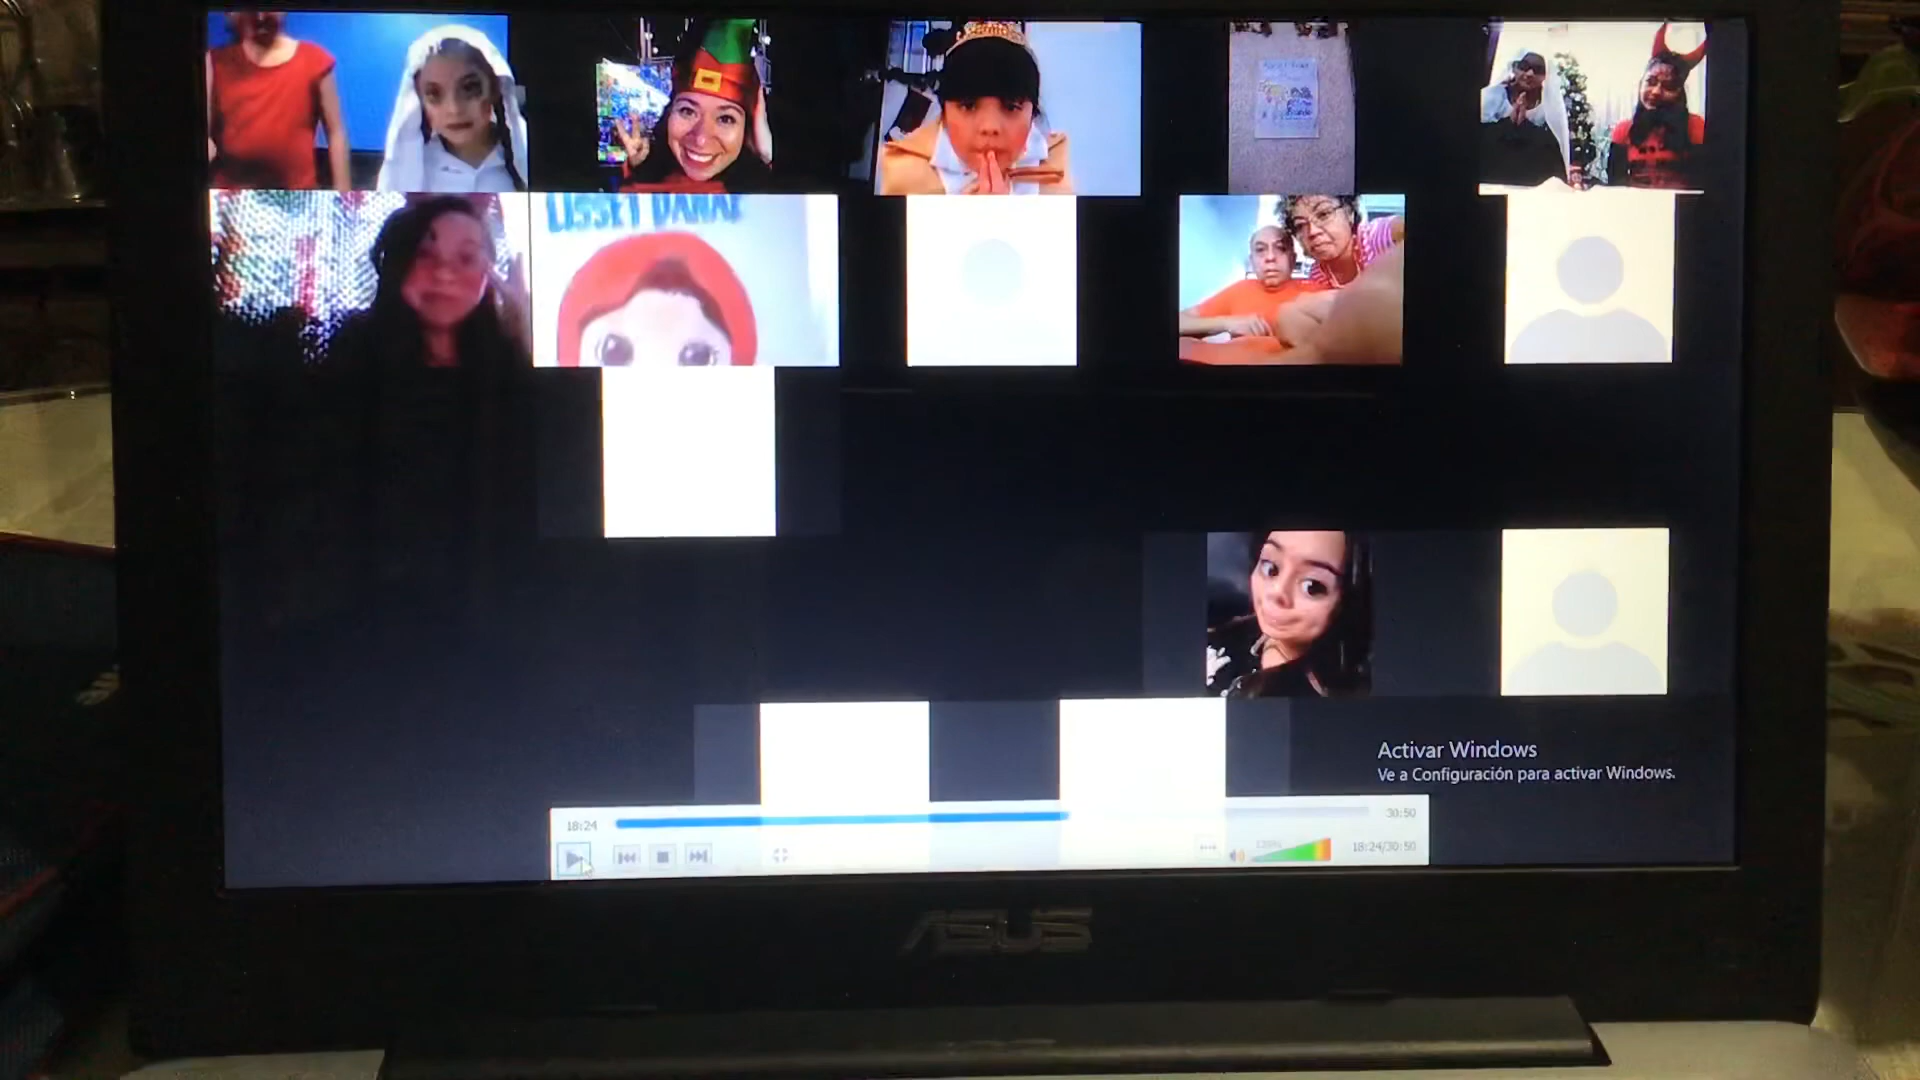 LISSET DANAE
Activar Windows
Ve a Configuración para activar Windows.
18:24
30:50
18:24/30:50
ASUS